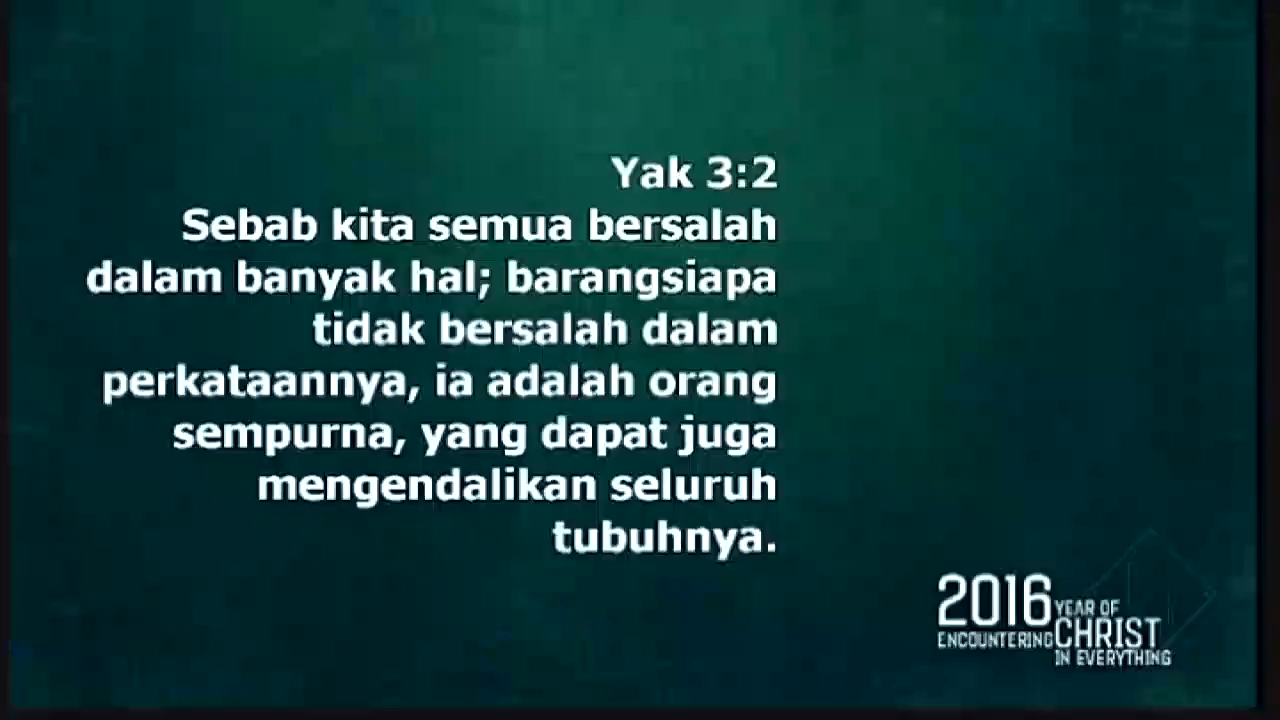 Yak 3:2
Sebab kita semua bersalah
dalam banyak hal; barangsiapa
tidak bersalah dalam
perkataannya, ia adalah orang
sempurna, yang dapat juga
mengendalikan seluruh
tubuhnya.
2016 YEAR OF
ENCOUNTERING CHRIST
IN EVERYTHING